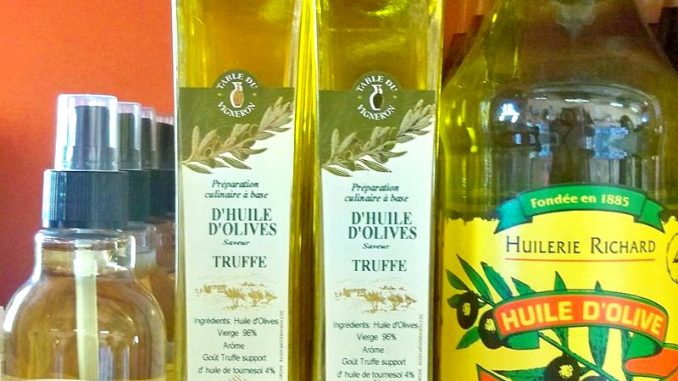 TABLE DU
VIGNERON
Préparation
culinaire à base
D'HUILE
D'OLIVES
Saveur
TRUFFE
Ingrédients: Huile d'Olives
Vierge 96%
Arôme
Goût Truffe support
d' huile de tournesol 4%
TABLE DU
VIGNERON
Préparation
culinaire à base
D'HUILE
D'OLIVES
Saveur
TRUFFE
Ingrédients: Huile d'Olives
Vierge 96%
Arôme :
Goût Truffe support
d' huile de tournesol 4%
Fondée en 1885
HUILERIE RICHARD
HUILE D'OLIVE